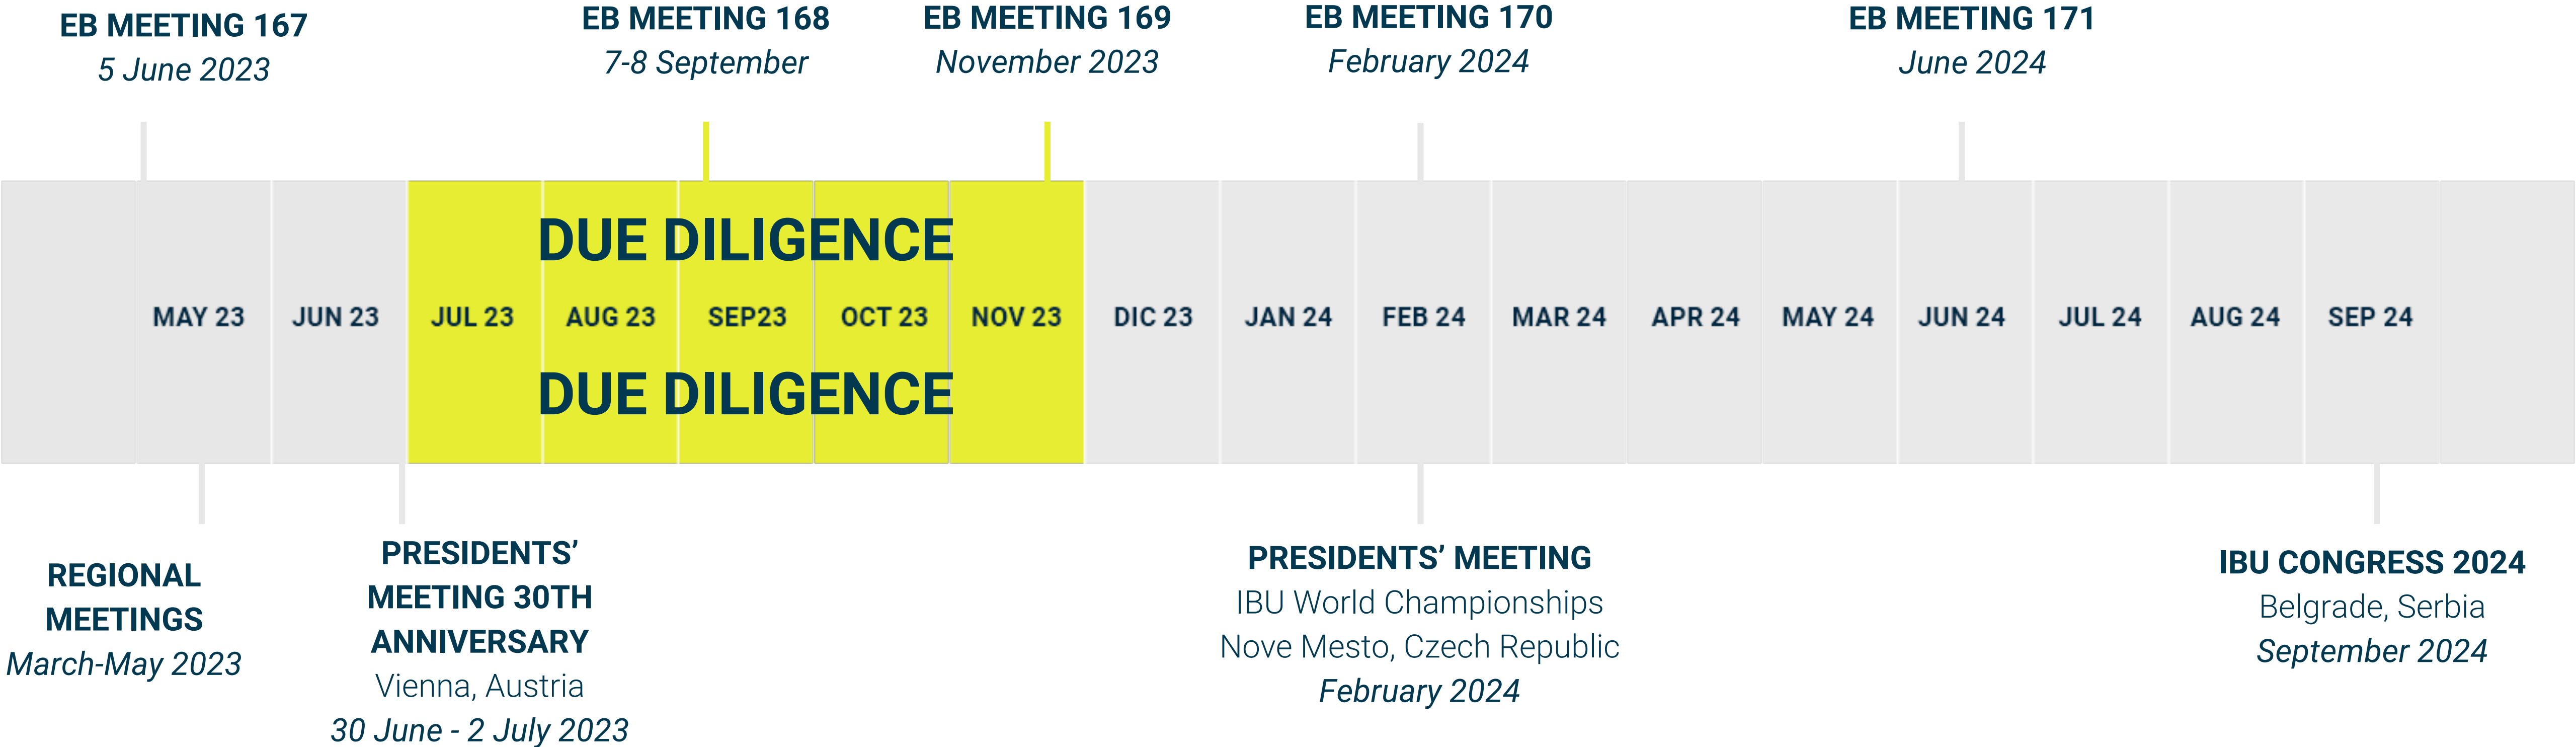 EB MEETING 167
5 June 2023
EB MEETING 168
7-8 September
EB MEETING 169
November 2023
EB MEETING 170
February 2024
EB MEETING 171
June 2024
DUE DILIGENCE
MAY 23 JUN 23 JUL 23 AUG 23 SEP23 OCT 23 NOV 23 DIC 23 JAN 24 FEB 24 MAR 24 APR 24 MAY 24 JUN 24 JUL 24 AUG 24 SEP 24
DUE DILIGENCE
REGIONAL
MEETINGS
March-May 2023
PRESIDENTS’
MEETING 30TH
ANNIVERSARY
Vienna, Austria
30 June - 2 July 2023
PRESIDENTS’ MEETING
IBU World Championships
Nove Mesto, Czech Republic
February 2024
IBU CONGRESS 2024
Belgrade, Serbia
September 2024